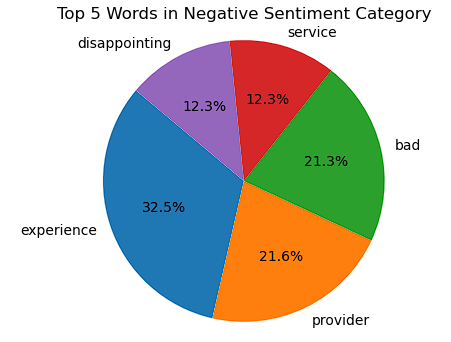 Top 5 Words in Negative Sentiment Category
service
disappointing
12.3%
12.3%
bad
21.3%
32.5%
experience
21.6%
provider